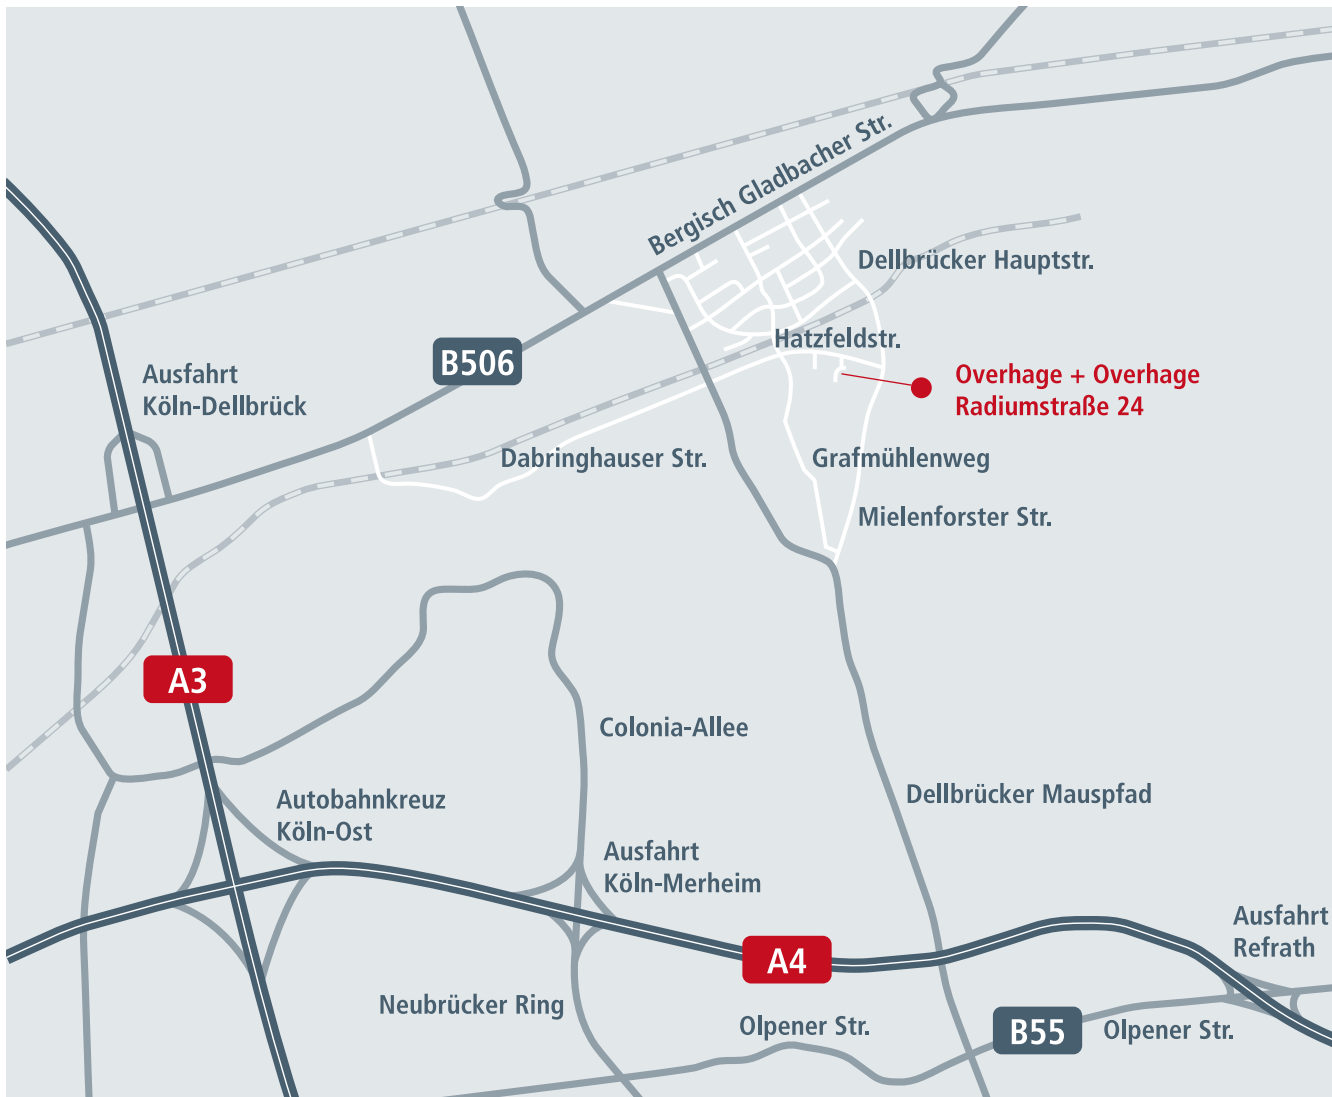 Bergisch Gladbacher Str.
Dellbrücker Hauptstr.
Hatzfeldstr.
B506
Ausfahrt
Köln-Dellbrück
Overhage + Overhage
Radiumstraße 24
Dabringhauser Str.
Grafmühlenweg
Mielenforster Str.
A3
Colonia-Allee
Dellbrücker Mauspfad
Autobahnkreuz
Köln-Ost
Ausfahrt
Köln-Merheim
Ausfahrt
Refrath
A4
Neubrücker Ring
Olpener Str.
B55
Olpener Str.